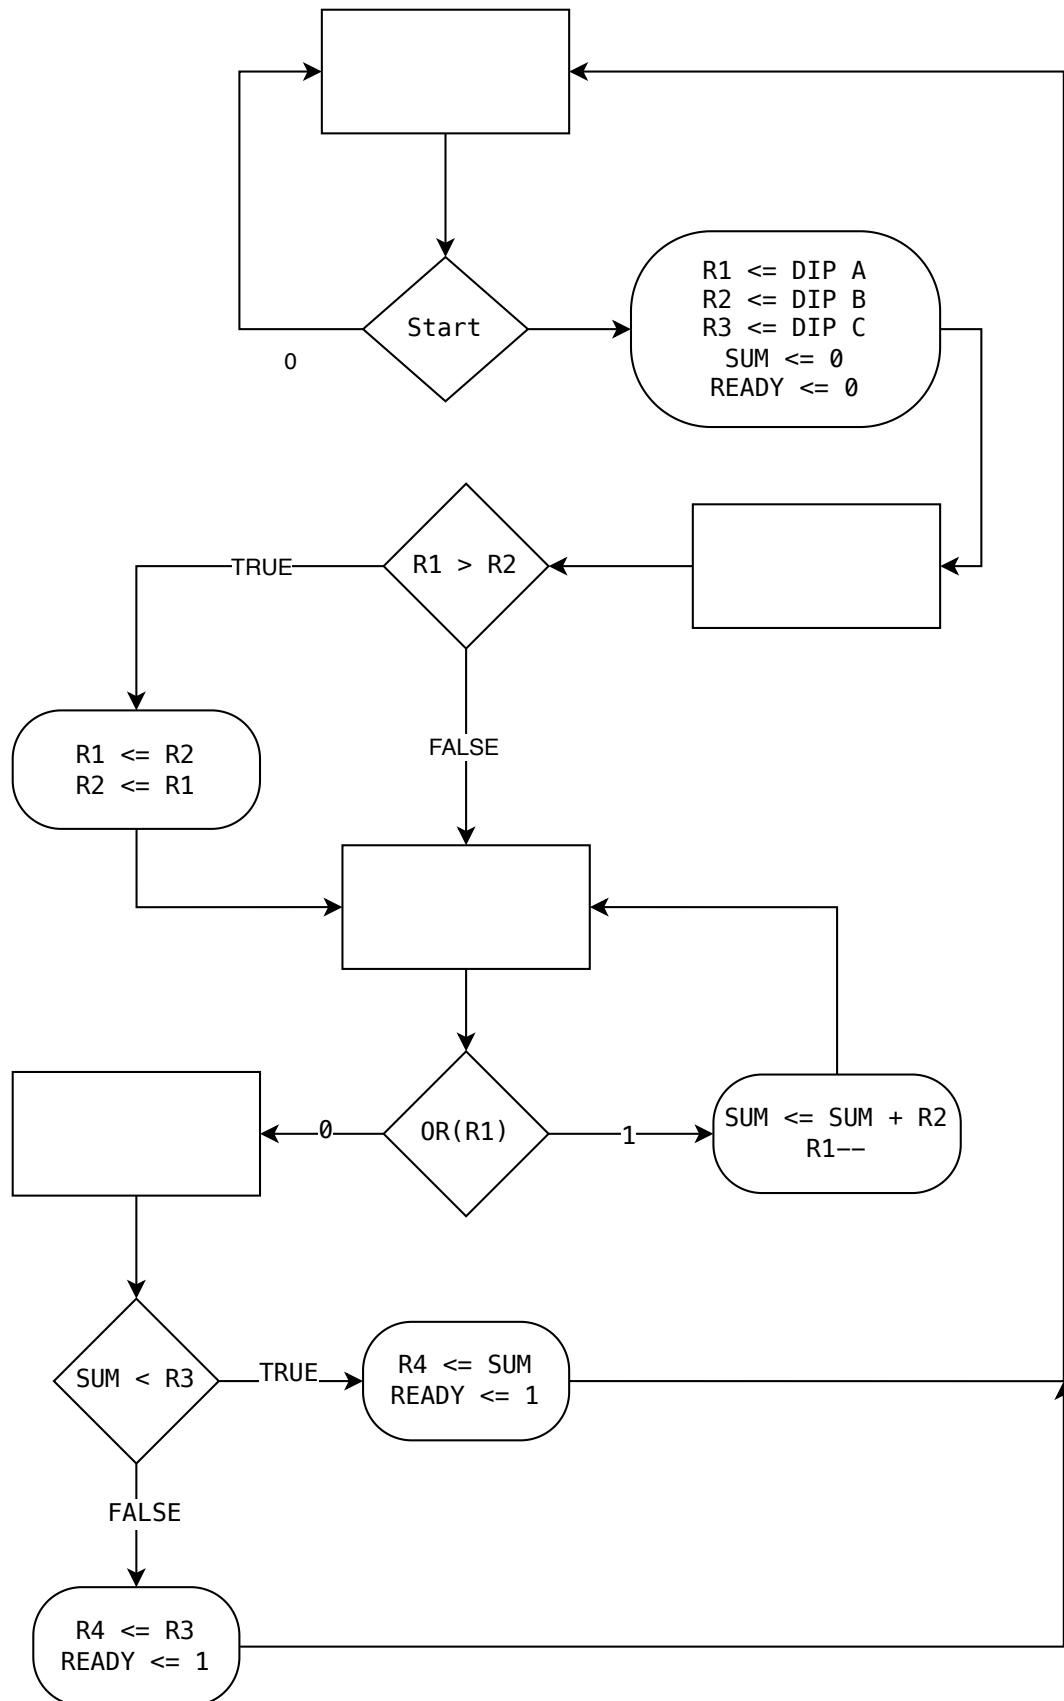 Start
0
R1 <= DIP A
R2 <= DIP B
R3 <= DIP C
SUM <= 0
READY <= 0
R1 > R2
TRUE
FALSE
R1 <= R2
R2 <= R1
OR(R1)
0
1
SUM <= SUM + R2
R1--
SUM < R3
TRUE
R4 <= SUM
READY <= 1
FALSE
R4 <= R3
READY <= 1